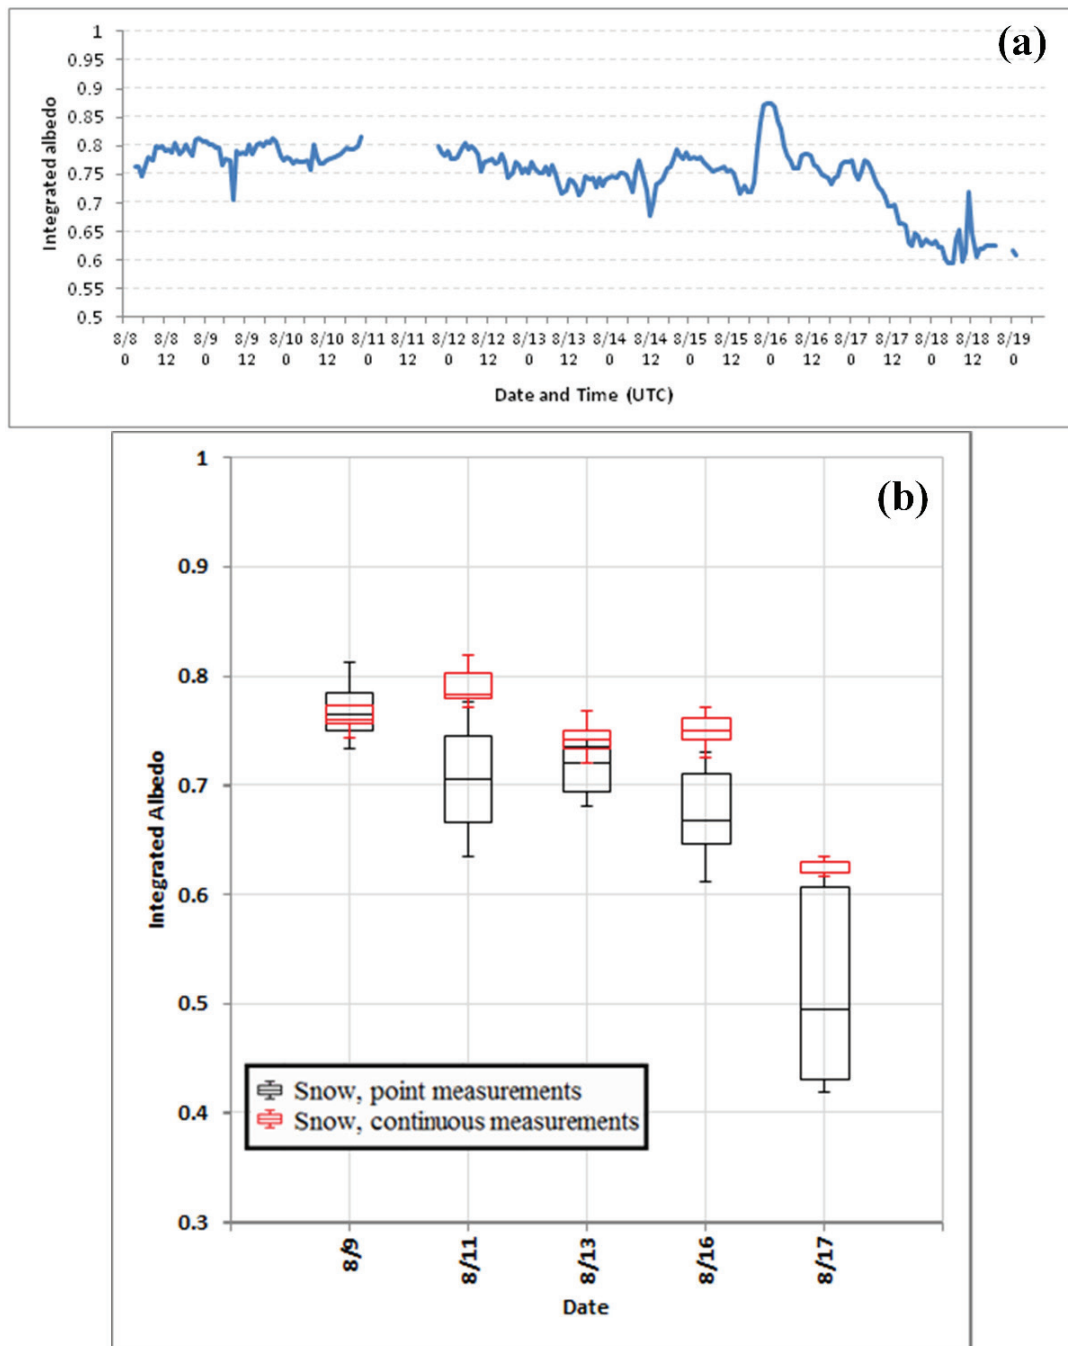 (a)
1
0.95
0.9
0.85
0.8
0.75
0.7
0.65
0.6
0.55
0.5
Integrated albedo
8/8 8/8 8/9 8/9 8/10 8/10 8/11 8/11 8/12 8/12 8/13 8/13 8/14 8/14 8/15 8/15 8/16 8/16 8/17 8/17 8/18 8/18 8/19
0 12 0 12 0 12 0 12 0 12 0 12 0 12 0 12 0 12 0 12 0 12 0
Date and Time (UTC)
(b)
1
0.9
0.8
0.7
0.6
0.5
0.4
0.3
Integrated Albedo
Snow, point measurements
Snow, continuous measurements
8/9 8/11 8/13 8/16 8/17
Date